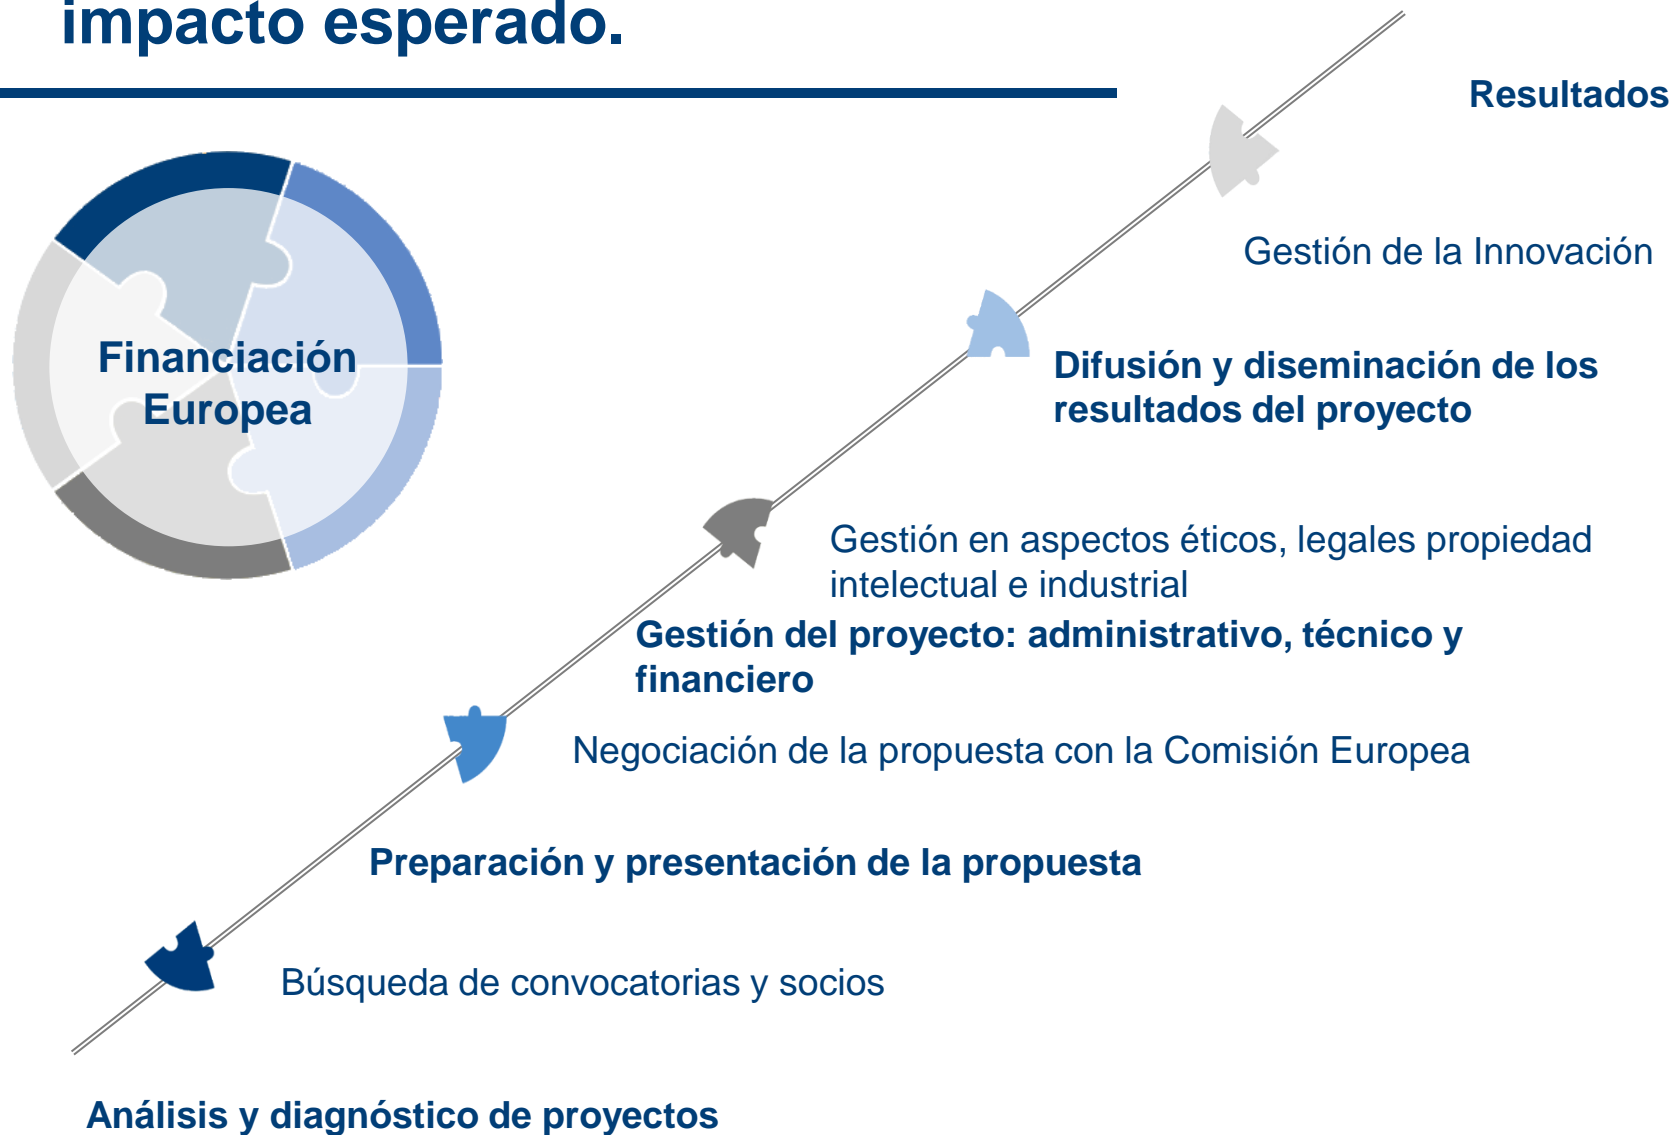 impacto esperado.
Resultados
Gestión de la Innovación
Financiación
Europea
Difusión y diseminación de los
resultados del proyecto
Gestión en aspectos éticos, legales propiedad
intelectual e industrial
Gestión del proyecto: administrativo, técnico y
financiero
Negociación de la propuesta con la Comisión Europea
Preparación y presentación de la propuesta
Búsqueda de convocatorias y socios
Análisis y diagnóstico de proyectos